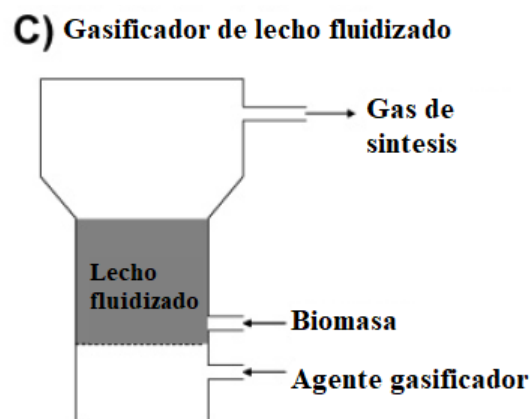 C) Gasificador de lecho fluidizado
Gas de
sintesis
Lecho
fluidizado
Biomasa
Agente gasificador